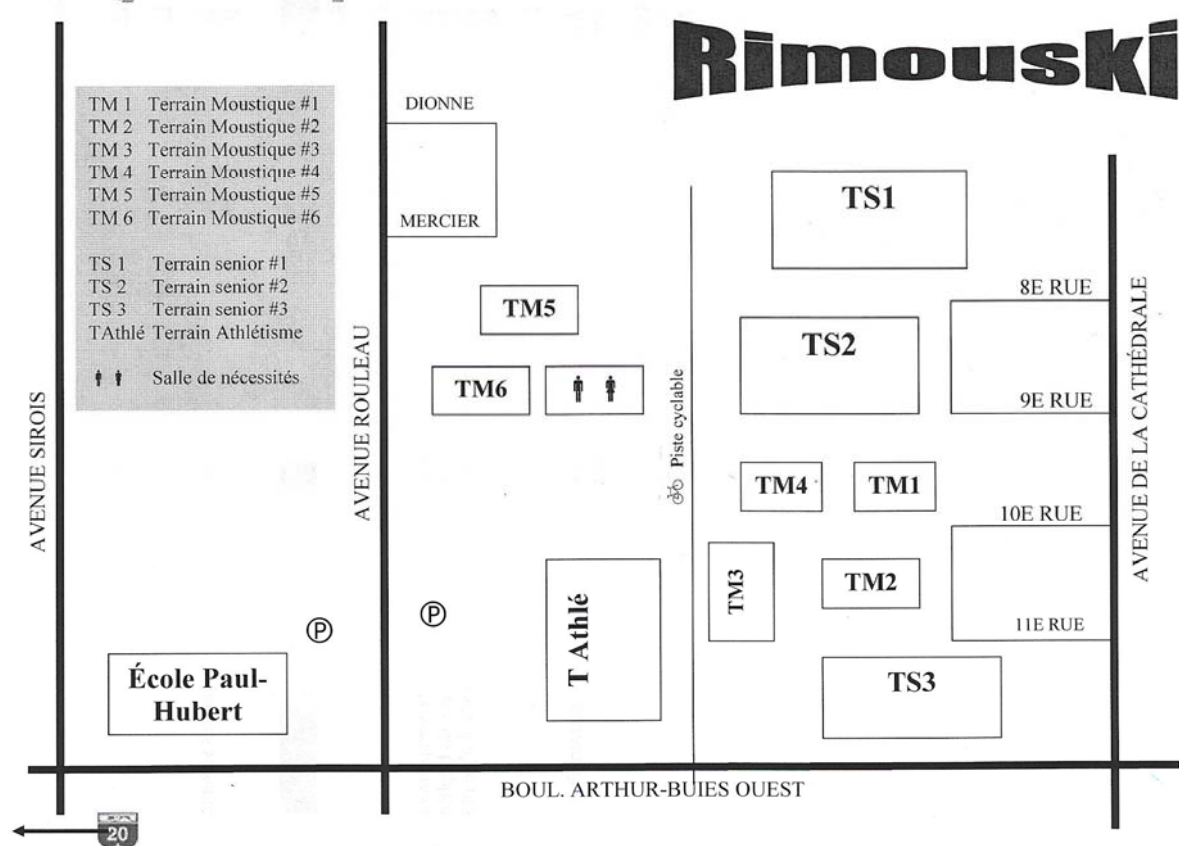 Rimouski
TM 1 Terrain Moustique #1
TM 2 Terrain Moustique #2
TM 3 Terrain Moustique #3
TM 4 Terrain Moustique #4
TM 5 Terrain Moustique #5
TM 6 Terrain Moustique #6
TS 1 Terrain senior #1
TS 2 Terrain senior #2
TS 3 Terrain senior #3
TAthlé Terrain Athlétisme
Salle de nécessités
AVENUE SIROIS
AVENUE ROULEAU
DIONNE
MERCIER
TM5
TM6
Piste cyclable
TS1
TS2
8E RUE
9E RUE
AVENUE DE LA CATHÉDRALE
TM4
TM1
10E RUE
TM3
TM2
11E RUE
T Athlé
P
P
École Paul-
Hubert
TS3
BOUL. ARTHUR-BUIES OUEST
20